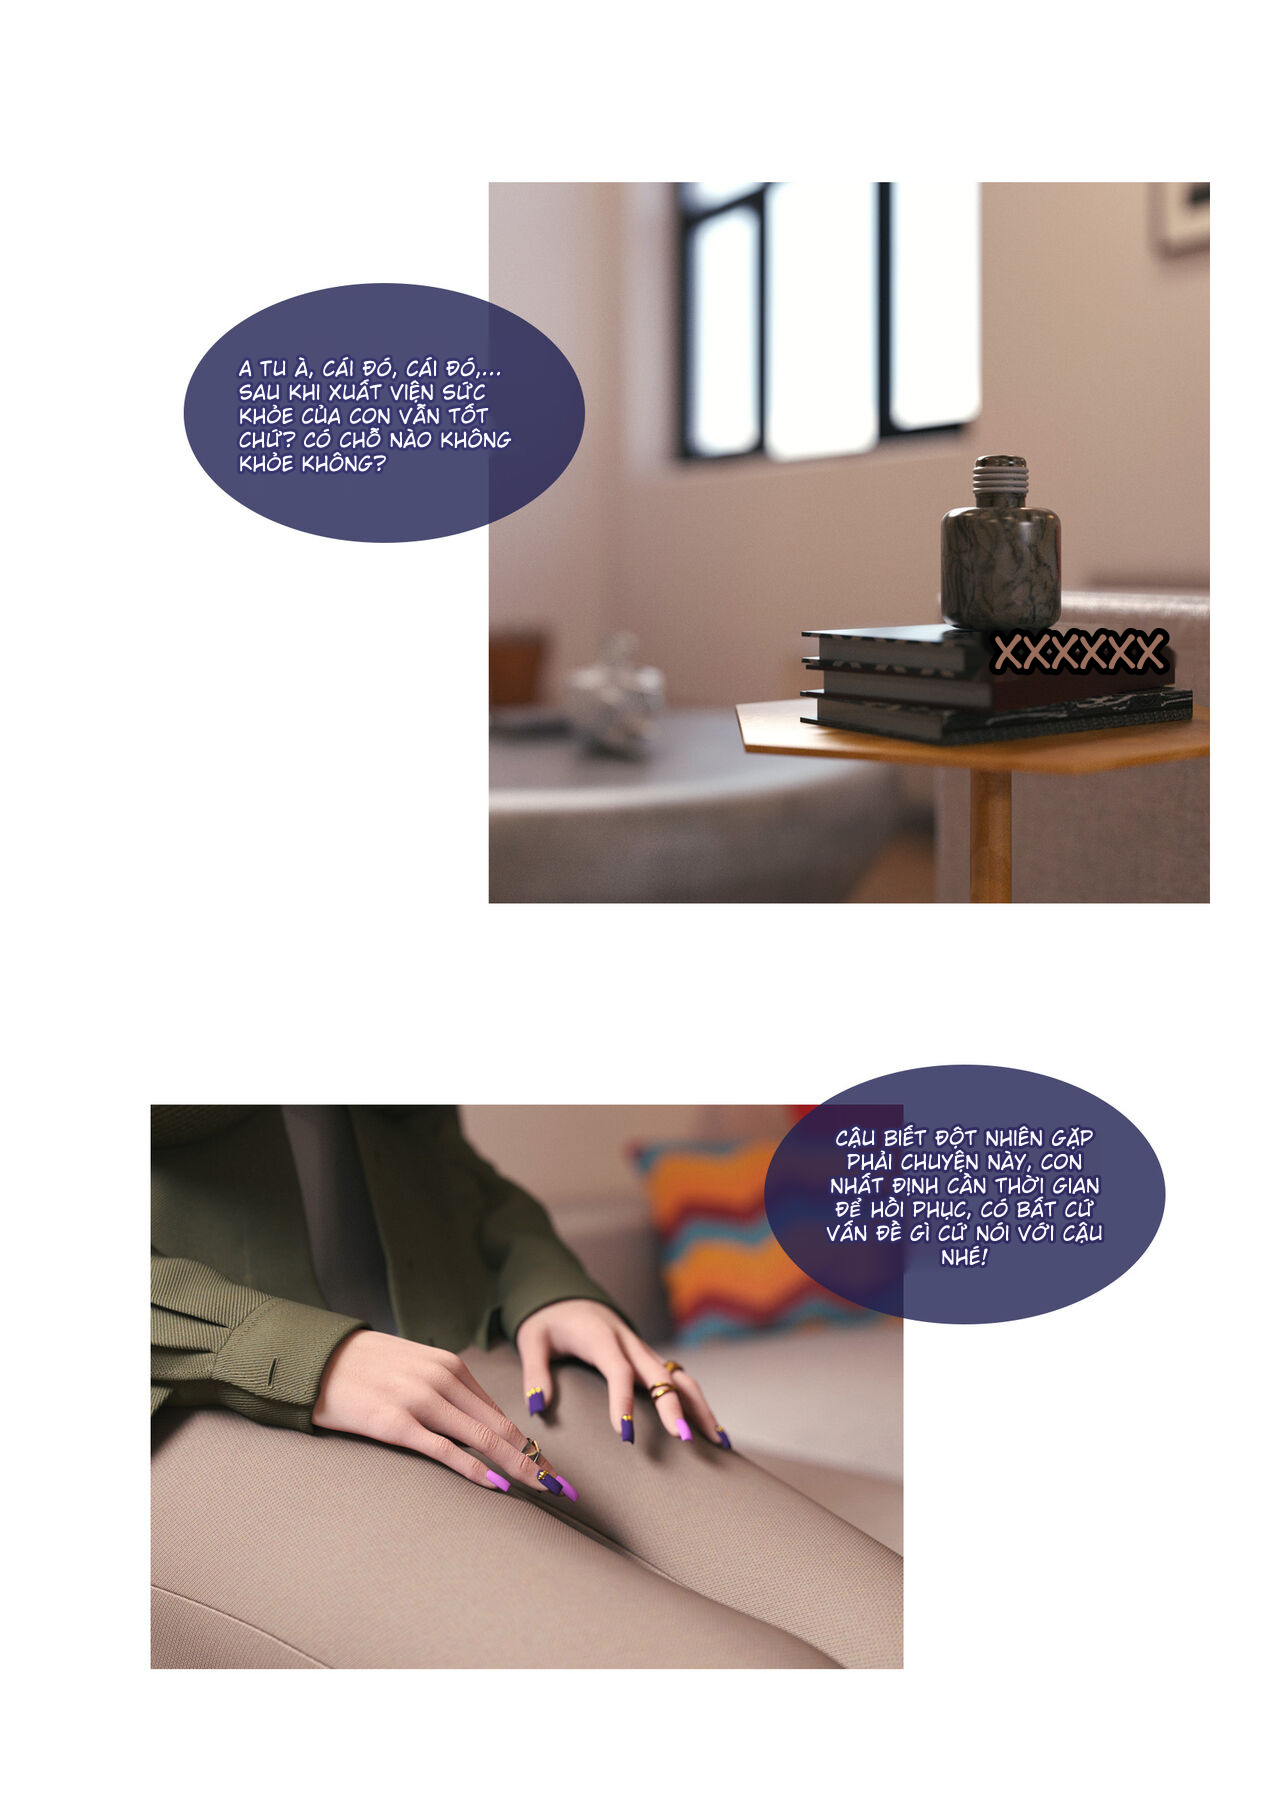 A TU À, CÁI ĐÓ, CÁI ĐÓ,...
SAU KHI XUẤT VIỆN SỨC
KHỎE CỦA CON VẪN TỐT
CHỨ? CÓ CHỖ NÀO KHÔNG
KHỎE KHÔNG?
XXXXXX
CẬU BIẾT ĐỘT NHIÊN GẶP
PHẢI CHUYỆN NÀY, CON
NHẤT ĐỊNH CẦN THỜI GIAN
ĐỂ HỒI PHỤC, CÓ BẤT CỨ
VẤN ĐỀ GÌ CỨ NÓI VỚI CẬU
NHÉ!